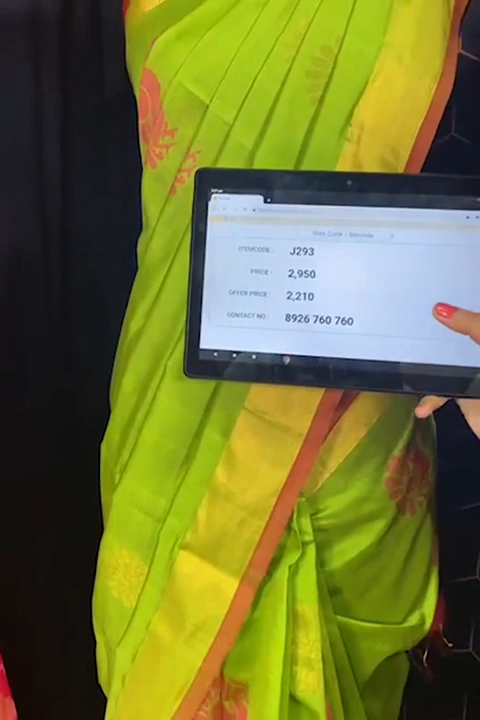 ITEMCODE : J293
PRICE : 2,950
OFFER PRICE : 2,210
CONTACT NO : 8926 760 760